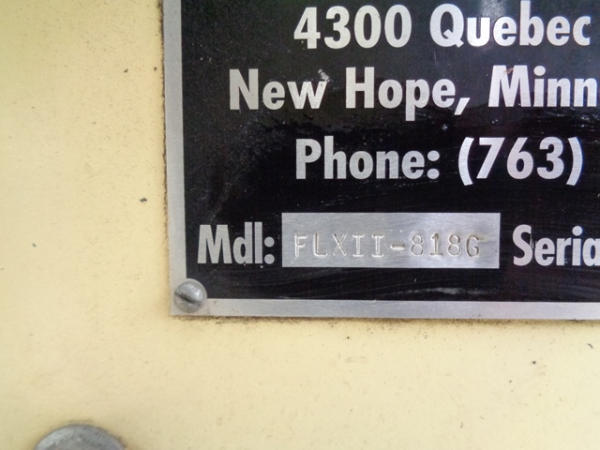 4300 Quebec
New Hope, Minn
Phone: (763)
Mdl: FLXII-818G Seria